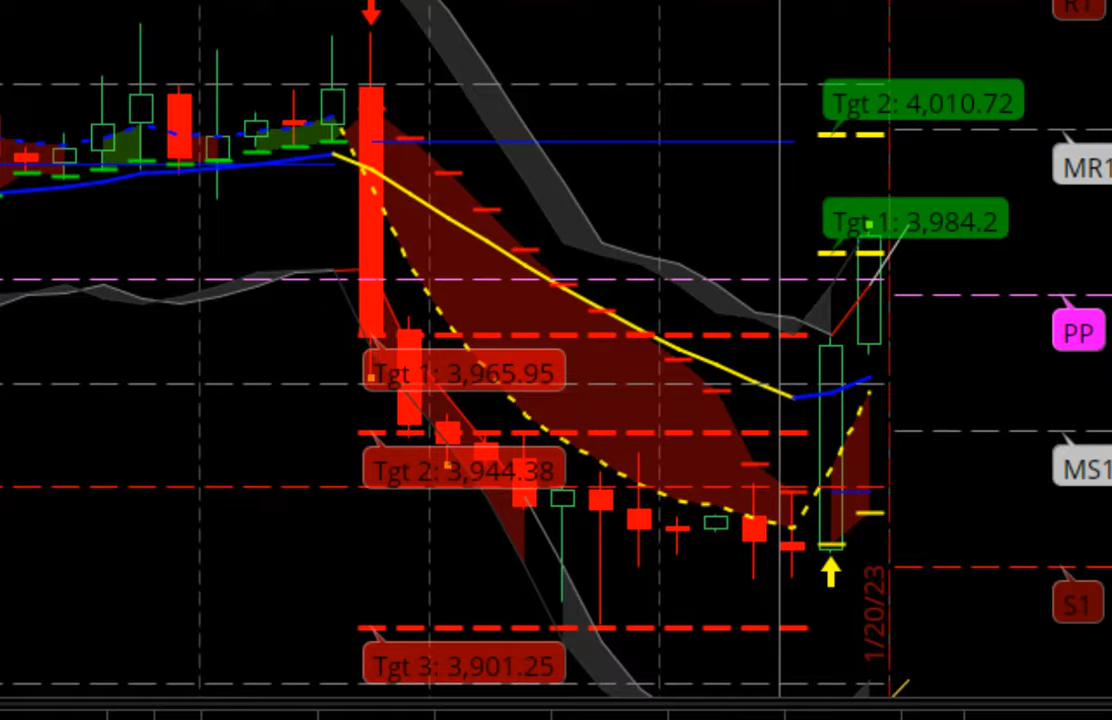 R1
Tgt 2: 4,010.72
MR1
Tgt 1: 3,984.2
PP
Tgt 1: 3,965.95
Tgt 2: 3,944.38
MS1
1/20/23
S1
Tgt 3: 3,901.25